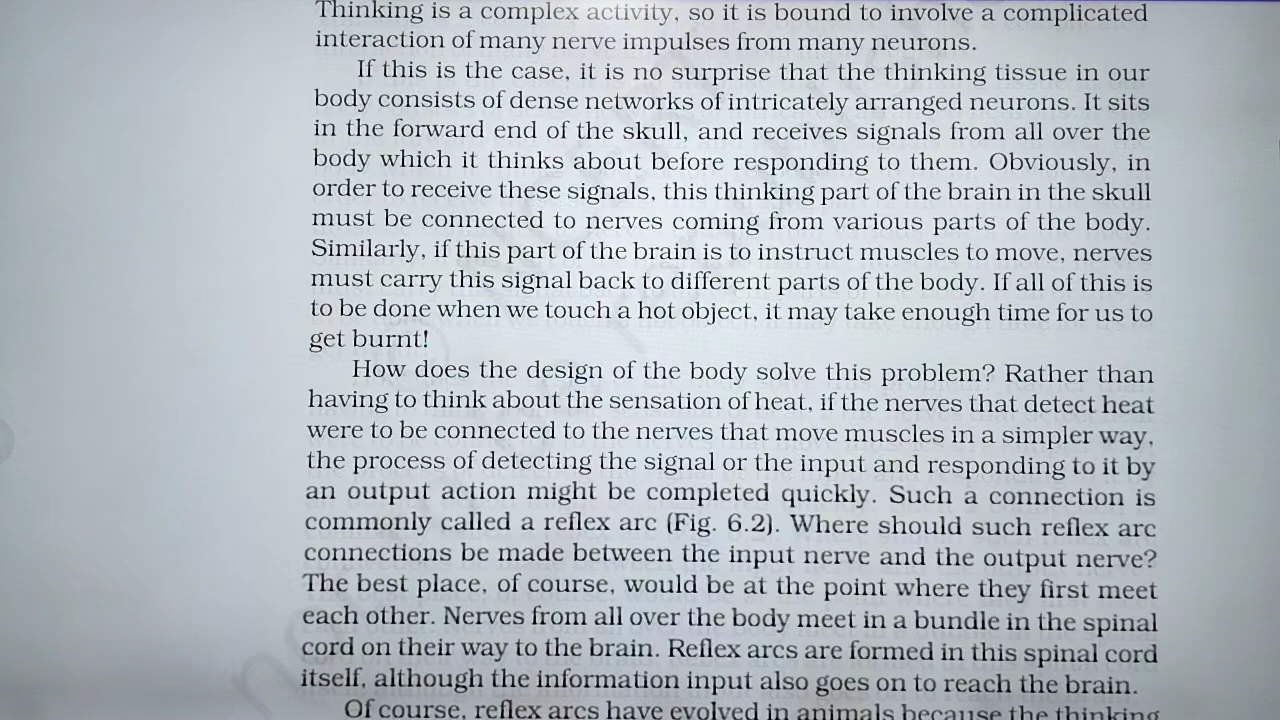 Thinking is a complex activity, so it is bound to involve a complicated
interaction of many nerve impulses from many neurons.
If this is the case, it is no surprise that the thinking tissue in our
body consists of dense networks of intricately arranged neurons. It sits
in the forward end of the skull, and receives signals from all over the
body which it thinks about before responding to them. Obviously, in
order to receive these signals, this thinking part of the brain in the skull
must be connected to nerves coming from various parts of the body.
Similarly, if this part of the brain is to instruct muscles to move, nerves
must carry this signal back to different parts of the body. If all of this is
to be done when we touch a hot object, it may take enough time for us to
get burnt!
How does the design of the body solve this problem? Rather than
having to think about the sensation of heat, if the nerves that detect heat
were to be connected to the nerves that move muscles in a simpler way,
the process of detecting the signal or the input and responding to it by
an output action might be completed quickly. Such a connection is
commonly called a reflex arc (Fig. 6.2). Where should such reflex arc
connections be made between the input nerve and the output nerve?
The best place, of course, would be at the point where they first meet
each other. Nerves from all over the body meet in a bundle in the spinal
cord on their way to the brain. Reflex arcs are formed in this spinal cord
itself, although the information input also goes on to reach the brain.
Of course, reflex arcs have evolved in animals because the thinking